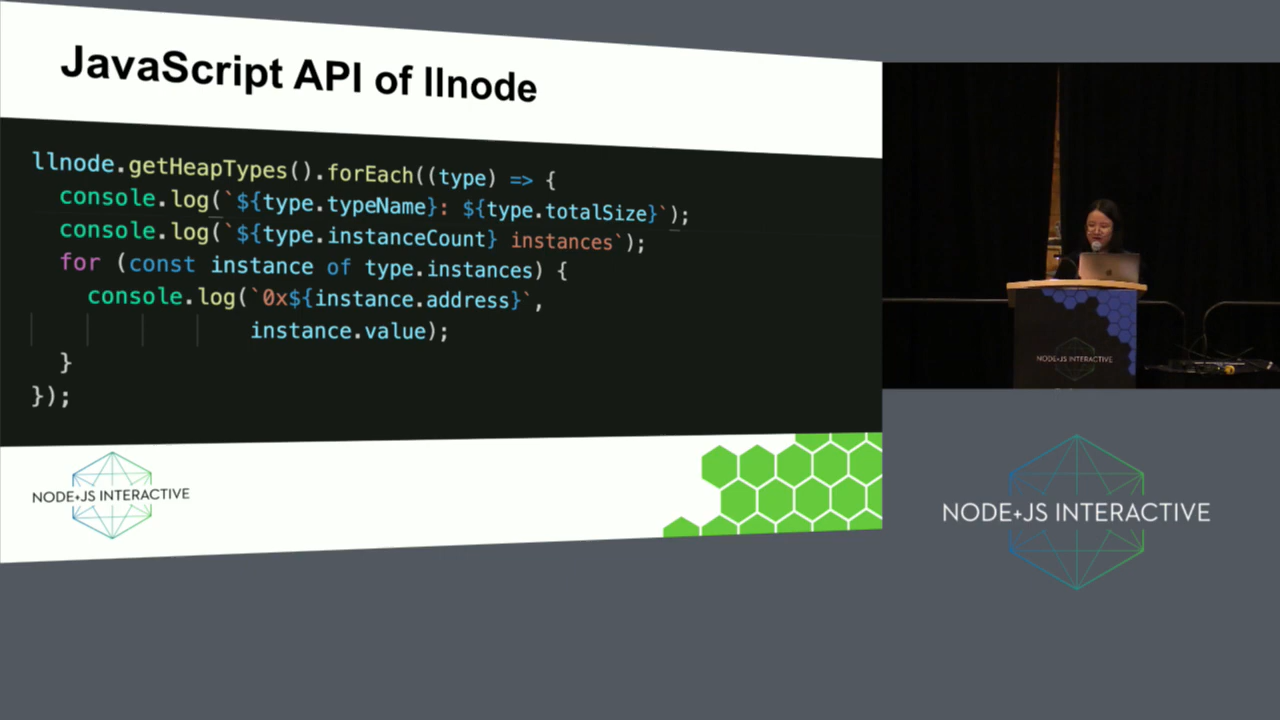 JavaScript API of llnode
llnode.getHeapTypes().forEach((type) => {
  console.log(`${type.typeName}: ${type.totalSize}`);
  console.log(`${type.instanceCount} instances`);
  for (const instance of type.instances) {
    console.log(`0x${instance.address}`,
                instance.value);
  }
});
NODE+JS INTERACTIVE
NODE+JS INTERACTIVE
NODE+JS INTERACTIVE